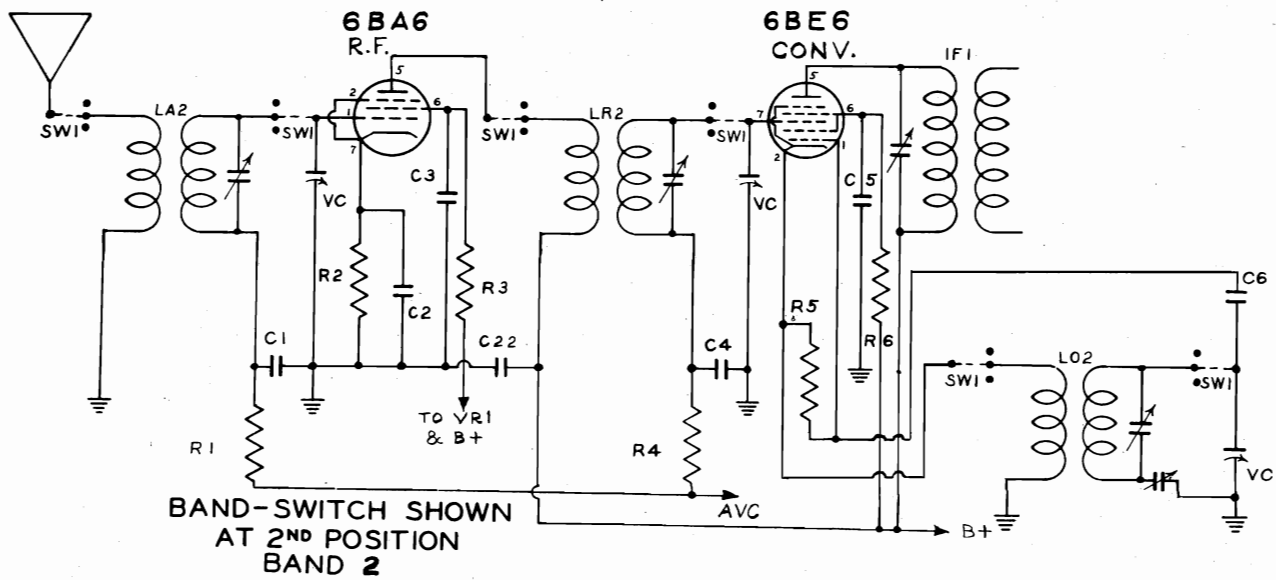 6BA6
R.F.
6BE6
CONV.
IF1
5
5
LA2
2
1
6
7
SW1
SW1
LR2
SW1
SW1
7
6
2
1
VC
C3
VC
C5
R2
C2
R3
R5
R6
C6
C1
C22
C4
SW1
LO2
SW1
TO VR1
& B+
R1
R4
VC
AVC
B+
BAND-SWITCH SHOWN
AT 2ND POSITION
BAND 2